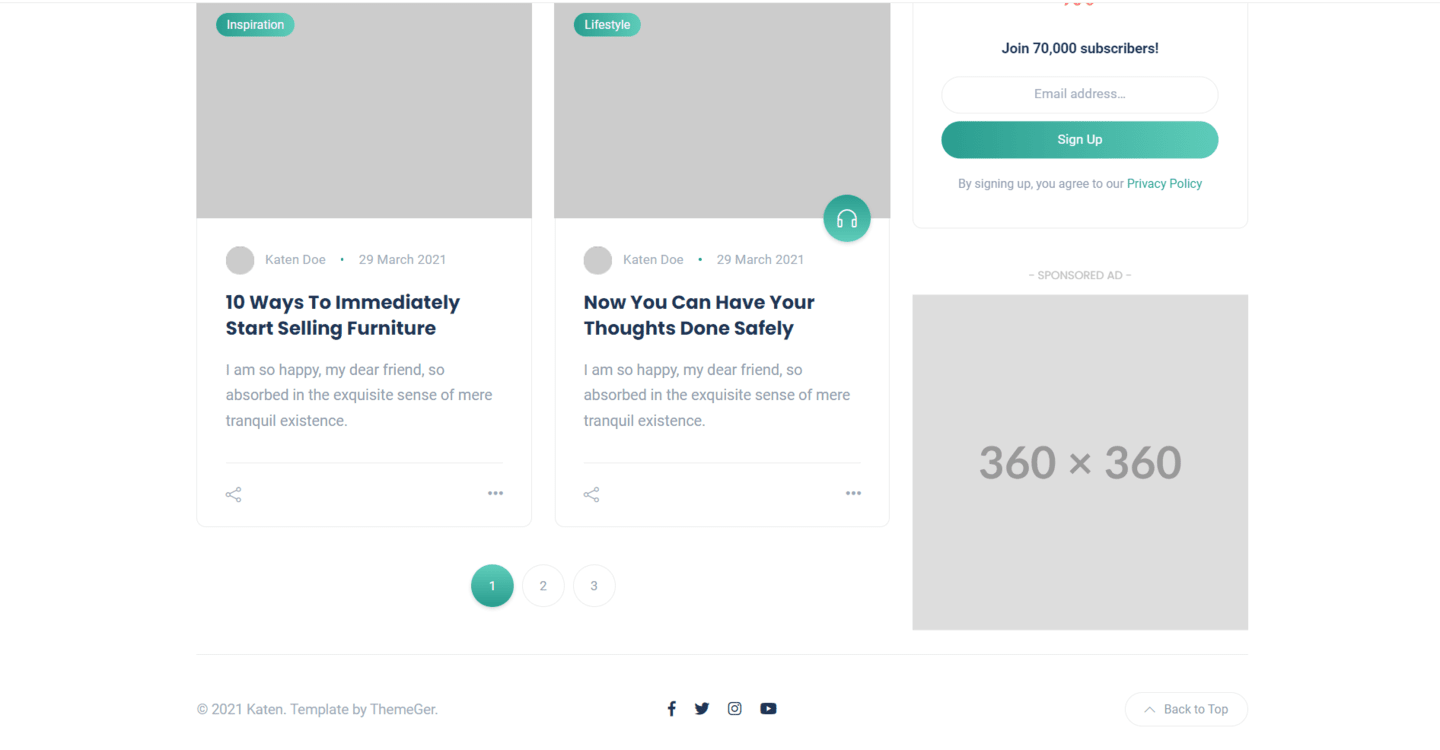 Inspiration
Lifestyle
Katen Doe • 29 March 2021
10 Ways To Immediately
Start Selling Furniture
I am so happy, my dear friend, so
absorbed in the exquisite sense of mere
tranquil existence.
Katen Doe • 29 March 2021
Now You Can Have Your
Thoughts Done Safely
I am so happy, my dear friend, so
absorbed in the exquisite sense of mere
tranquil existence.
1 2 3
Join 70,000 subscribers!
Email address...
Sign Up
By signing up, you agree to our Privacy Policy
- SPONSORED AD -
360 × 360
© 2021 Katen. Template by ThemeGer.
Back to Top